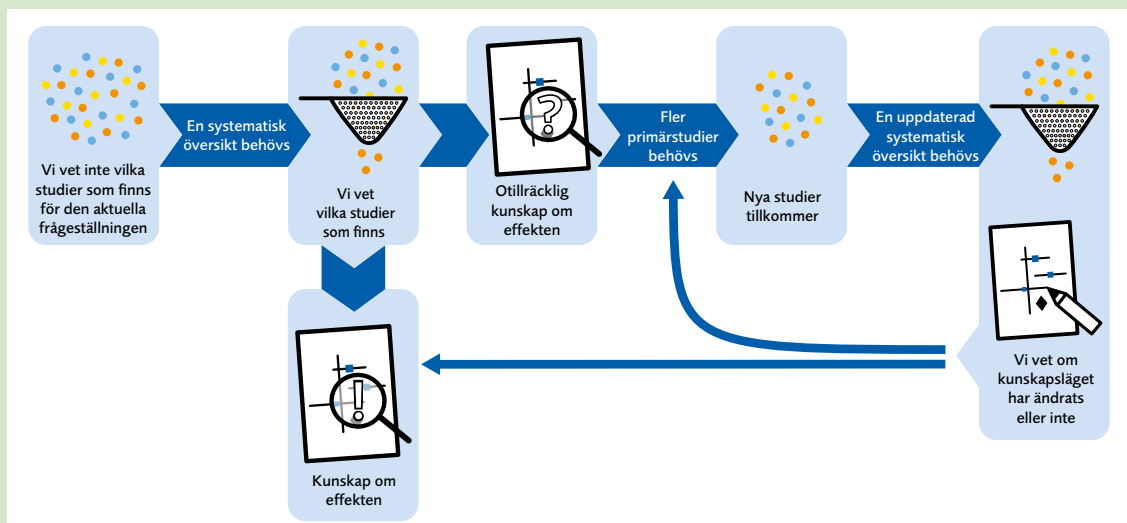 Vi vet inte vilka
studier som finns
för den aktuella
frågeställningen
En systematisk
översikt behövs
Vi vet
vilka studier
som finns
?
Otillräcklig
kunskap om
effekten
Fler
primärstudier
behövs
Nya studier
tillkommer
En uppdaterad
systematisk
översikt behövs
Vi vet om
kunskapsläget
har ändrats
eller inte
!
Kunskap om
effekten